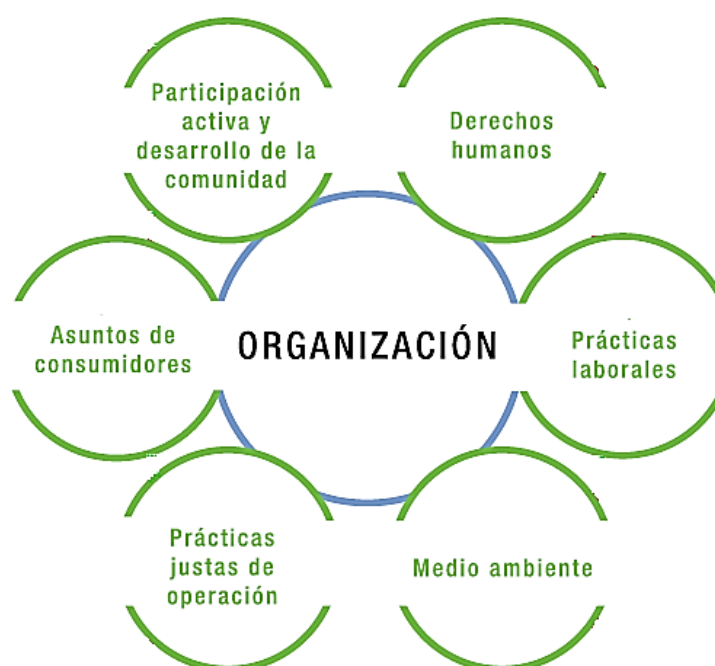 Participación
activa y
desarrollo de la
comunidad
Derechos
humanos
Asuntos de
consumidores
ORGANIZACIÓN
Prácticas
laborales
Prácticas
justas de
operación
Medio ambiente